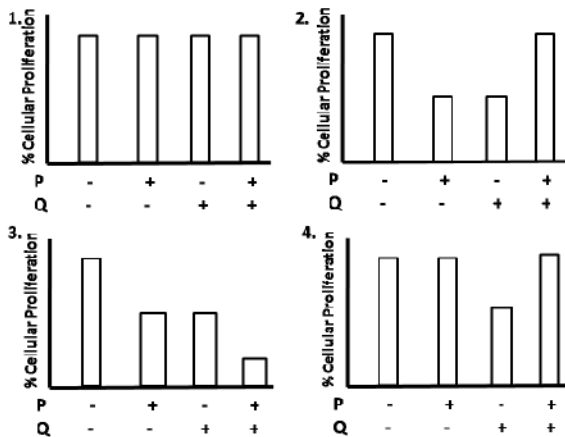 1.
% Cellular Proliferation
P - + - +
Q - - + +
2.
% Cellular Proliferation
P - + - +
Q - - + +
3.
% Cellular Proliferation
P - + - +
Q - - + +
4.
% Cellular Proliferation
P - + - +
Q - - + +